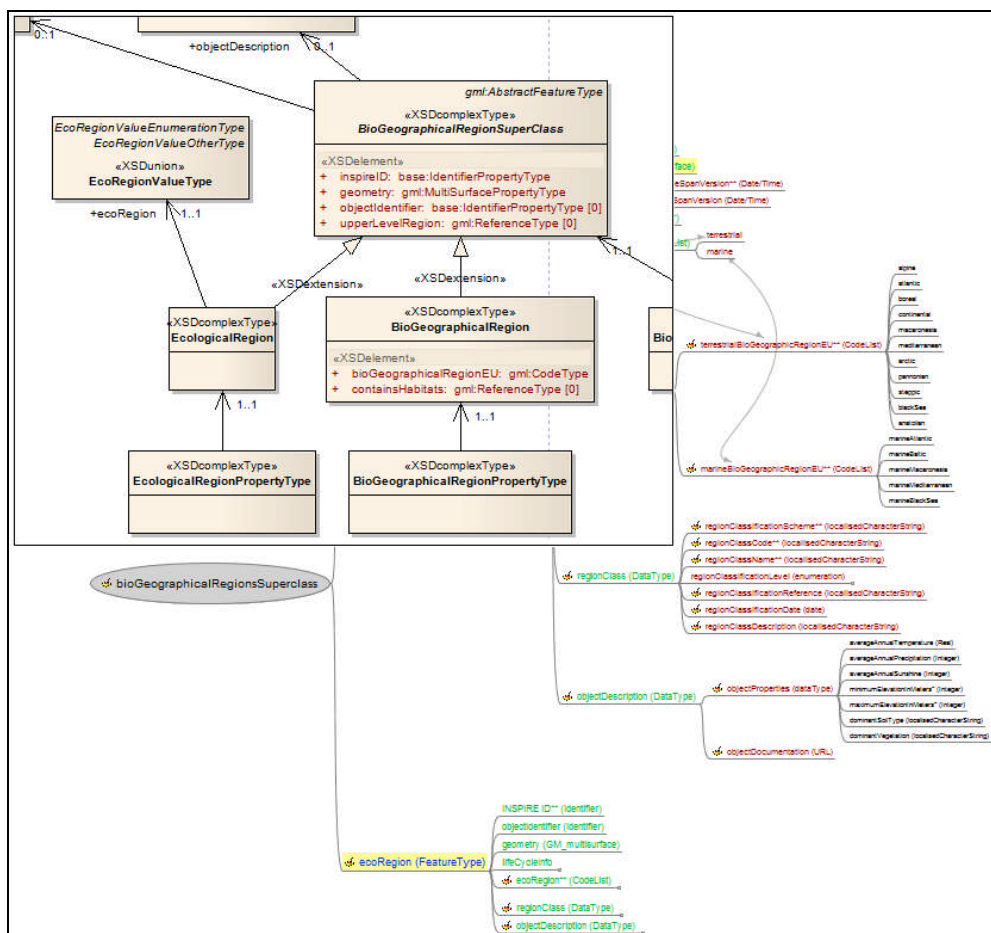 0..1
+objectDescription
0..1
gml:AbstractFeatureType
«XSDcomplexType»
BioGeographicalRegionSuperClass
«XSDelement»
+ inspireID: base:IdentifierPropertyType
+ geometry: gml:MultiSurfacePropertyType
+ objectIdentifier: base:IdentifierPropertyType [0]
+ upperLevelRegion: gml:ReferenceType [0]
EcoRegionValueEnumerationType
EcoRegionValueOtherType
«XSDunion»
EcoRegionValueType
+ecoRegion
1..1
1..1
«XSDextension»
«XSDextension»
«XSDcomplexType»
EcologicalRegion
«XSDcomplexType»
BioGeographicalRegion
«XSDelement»
+ bioGeographicalRegionEU: gml:CodeType
+ containsHabitats: gml:ReferenceType [0]
1..1
1..1
«XSDcomplexType»
EcologicalRegionPropertyType
«XSDcomplexType»
BioGeographicalRegionPropertyType
«XS
Bio
face)
eSpanVersion** (Date/Time)
SpanVersion (Date/Time)
List)
terrestrial
marine
terrestrialBioGeographicRegionEU** (CodeList)
alpine
atlantic
boreal
continental
macaronesia
mediterranean
arctic
pannonian
steppic
blackSea
anatolian
marineBioGeographicRegionEU** (CodeList)
marineAtlantic
marineBaltic
marineMacaronesia
marineMediterranean
marineBlackSea
bioGeographicalRegionsSuperclass
regionClass (DataType)
regionClassificationScheme** (localisedCharacterString)
regionClassCode** (localisedCharacterString)
regionClassName** (localisedCharacterString)
regionClassificationLevel (enumeration)
regionClassificationReference (localisedCharacterString)
regionClassificationDate (date)
regionClassDescription (localisedCharacterString)
objectDescription (DataType)
objectProperties (dataType)
averageAnnualTemperature (Real)
averageAnnualPrecipitation (Integer)
averageAnnualSunshine (Integer)
minimumElevationInMeters* (Integer)
maximumElevationInMeters* (Integer)
dominantSoilType (localisedCharacterString)
dominantVegetation (localisedCharacterString)
objectDocumentation (URL)
ecoRegion (FeatureType)
INSPIRE ID** (Identifier)
objectIdentifier (Identifier)
geometry (GM_multisurface)
lifeCycleInfo
ecoRegion** (CodeList)
regionClass (DataType)
objectDescription (DataType)